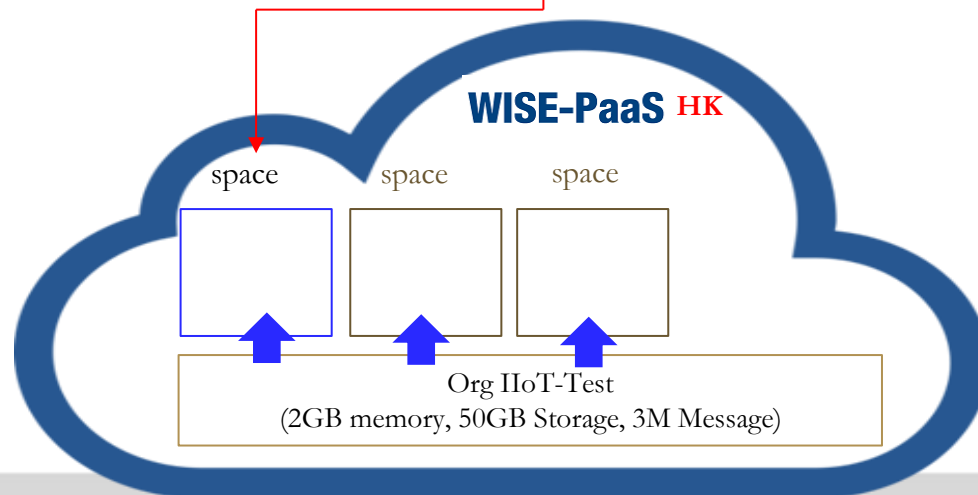 WISE-PaaS HK
space space space
Org IIoT-Test
(2GB memory, 50GB Storage, 3M Message)